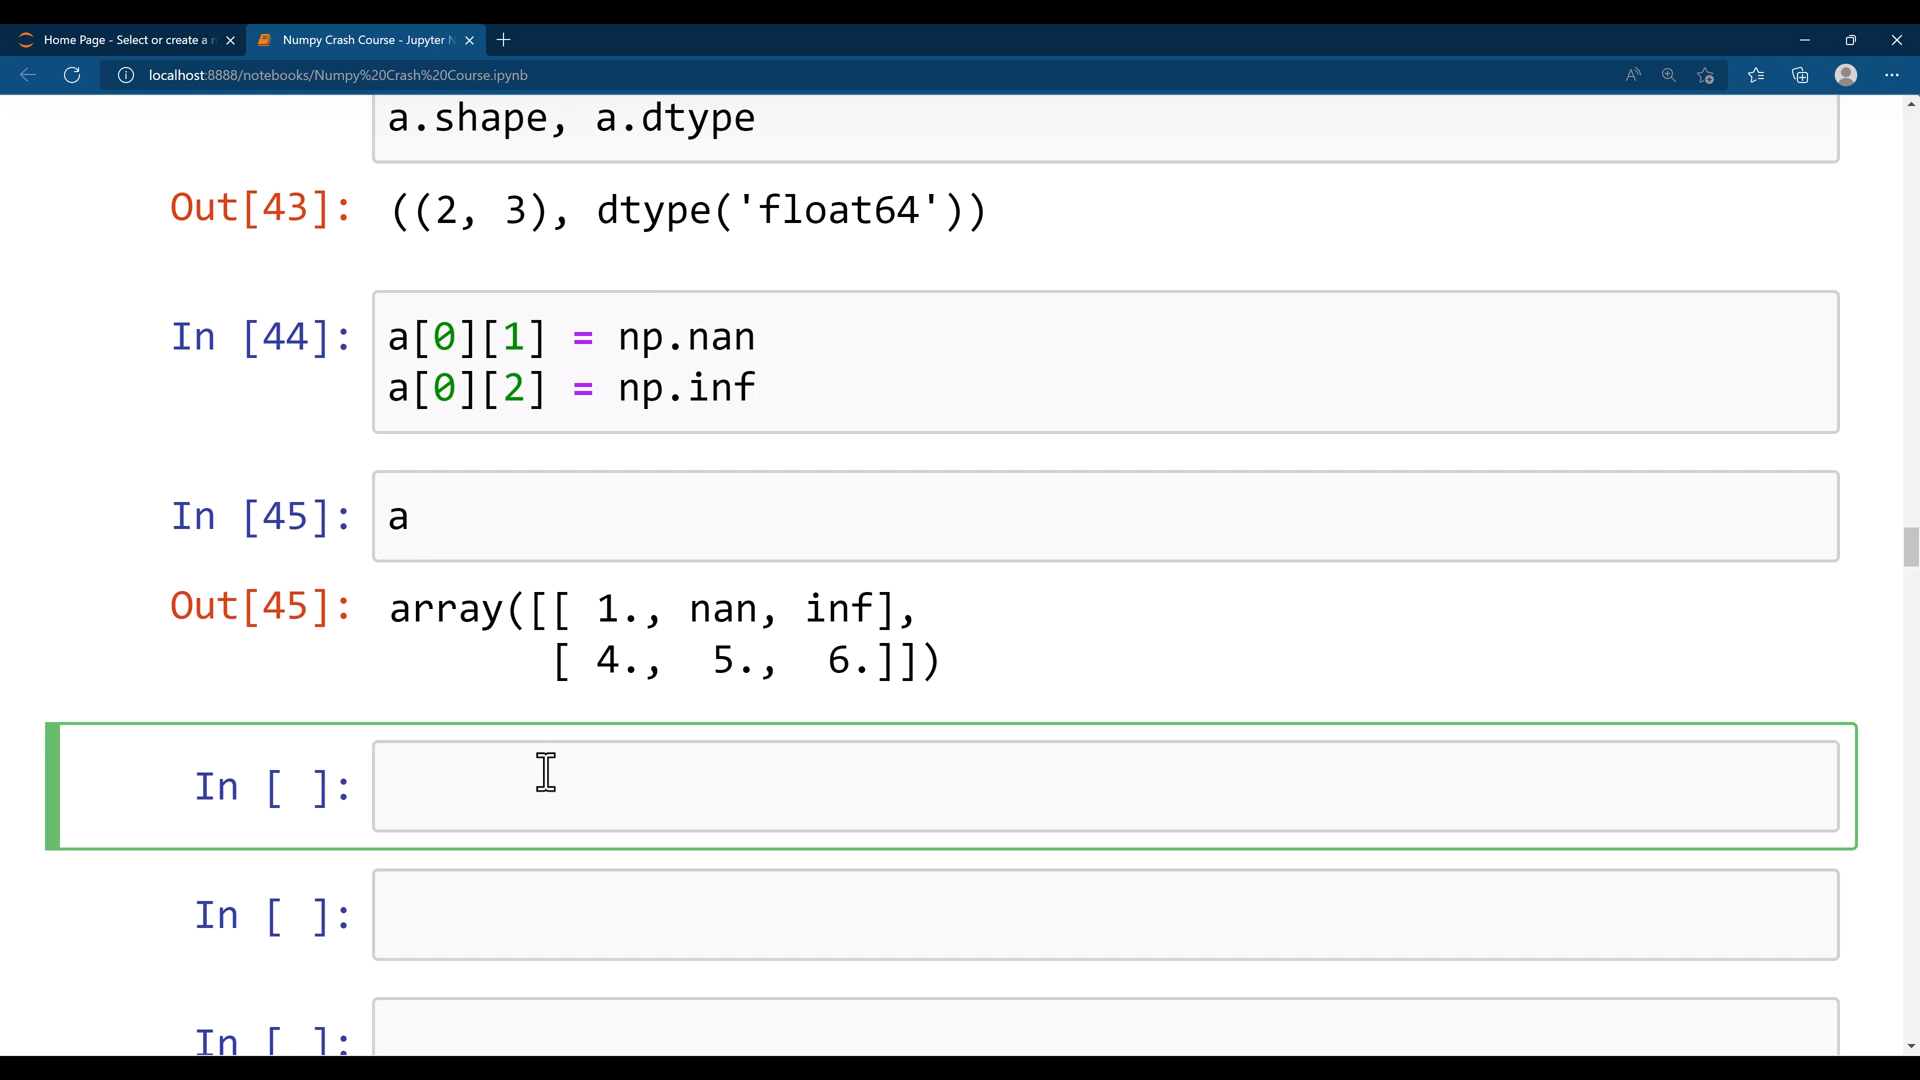 Home Page - Select or create a n
Numpy Crash Course - Jupyter N
localhost:8888/notebooks/Numpy%20Crash%20Course.ipynb
a.shape, a.dtype
Out[43]: ((2, 3), dtype('float64'))
In [44]: a[0][1] = np.nan
a[0][2] = np.inf
In [45]: a
Out[45]: array([[ 1., nan, inf],
[ 4., 5., 6.]])
In [ ]:
In [ ]:
In [ ]: